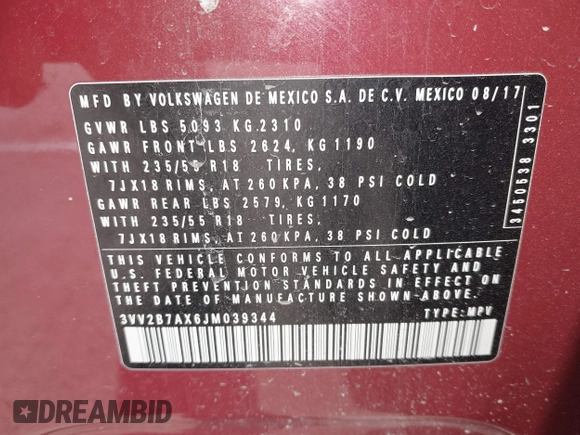 MFD BY VOLKSWAGEN DE MEXICO S.A. DE C.V. MEXICO 08/17
GVWR LBS 5093 KG.2310
GAWR FRONT LBS 2624, KG 1190
WITH 235/55 R18 TIRES,
7JX18 RIMS, AT 260 KPA, 38 PSI COLD
GAWR REAR LBS 2579, KG 1170
WITH 235/55 R18 TIRES,
7JX18 RIMS, AT 260 KPA, 38 PSI COLD
THIS VEHICLE CONFORMS TO ALL APPLICABLE
U.S. FEDERAL MOTOR VEHICLE SAFETY AND
THEFT PREVENTION STANDARDS IN EFFECT ON
THE DATE OF MANUFACTURE SHOWN ABOVE.
3VV2B7AX6JM039344 TYPE: MPV
3450538 3301
DREAMBID